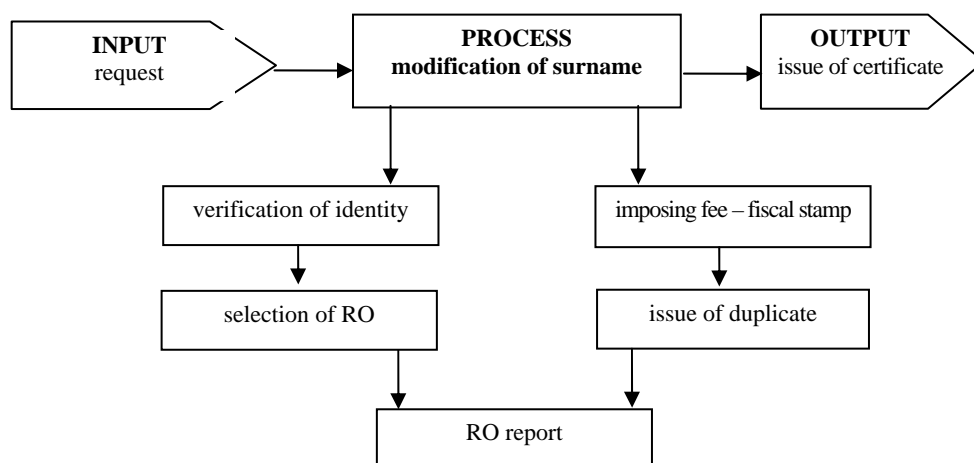 INPUT
request
PROCESS
modification of surname
OUTPUT
issue of certificate
verification of identity
imposing fee – fiscal stamp
selection of RO
issue of duplicate
RO report